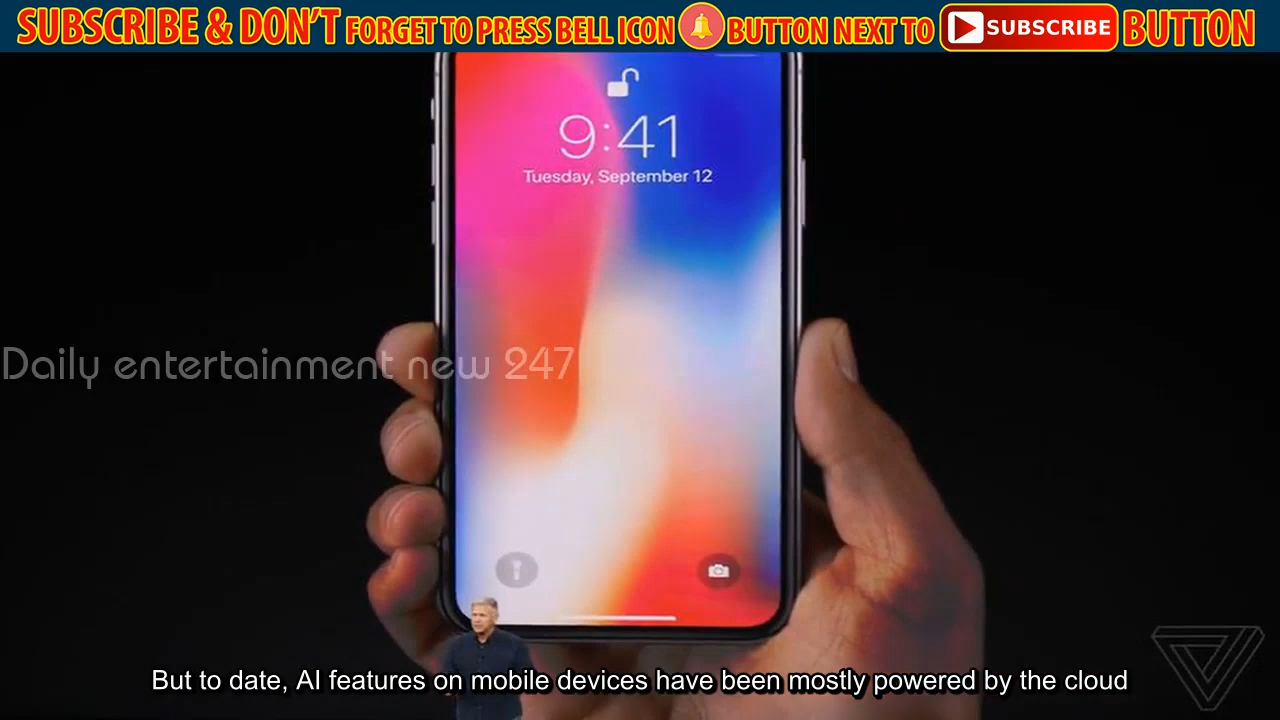 SUBSCRIBE & DON'T FORGET TO PRESS BELL ICON BUTTON NEXT TO SUBSCRIBE BUTTON
9:41
Tuesday, September 12
Daily entertainment new 247
But to date, AI features on mobile devices have been mostly powered by the cloud